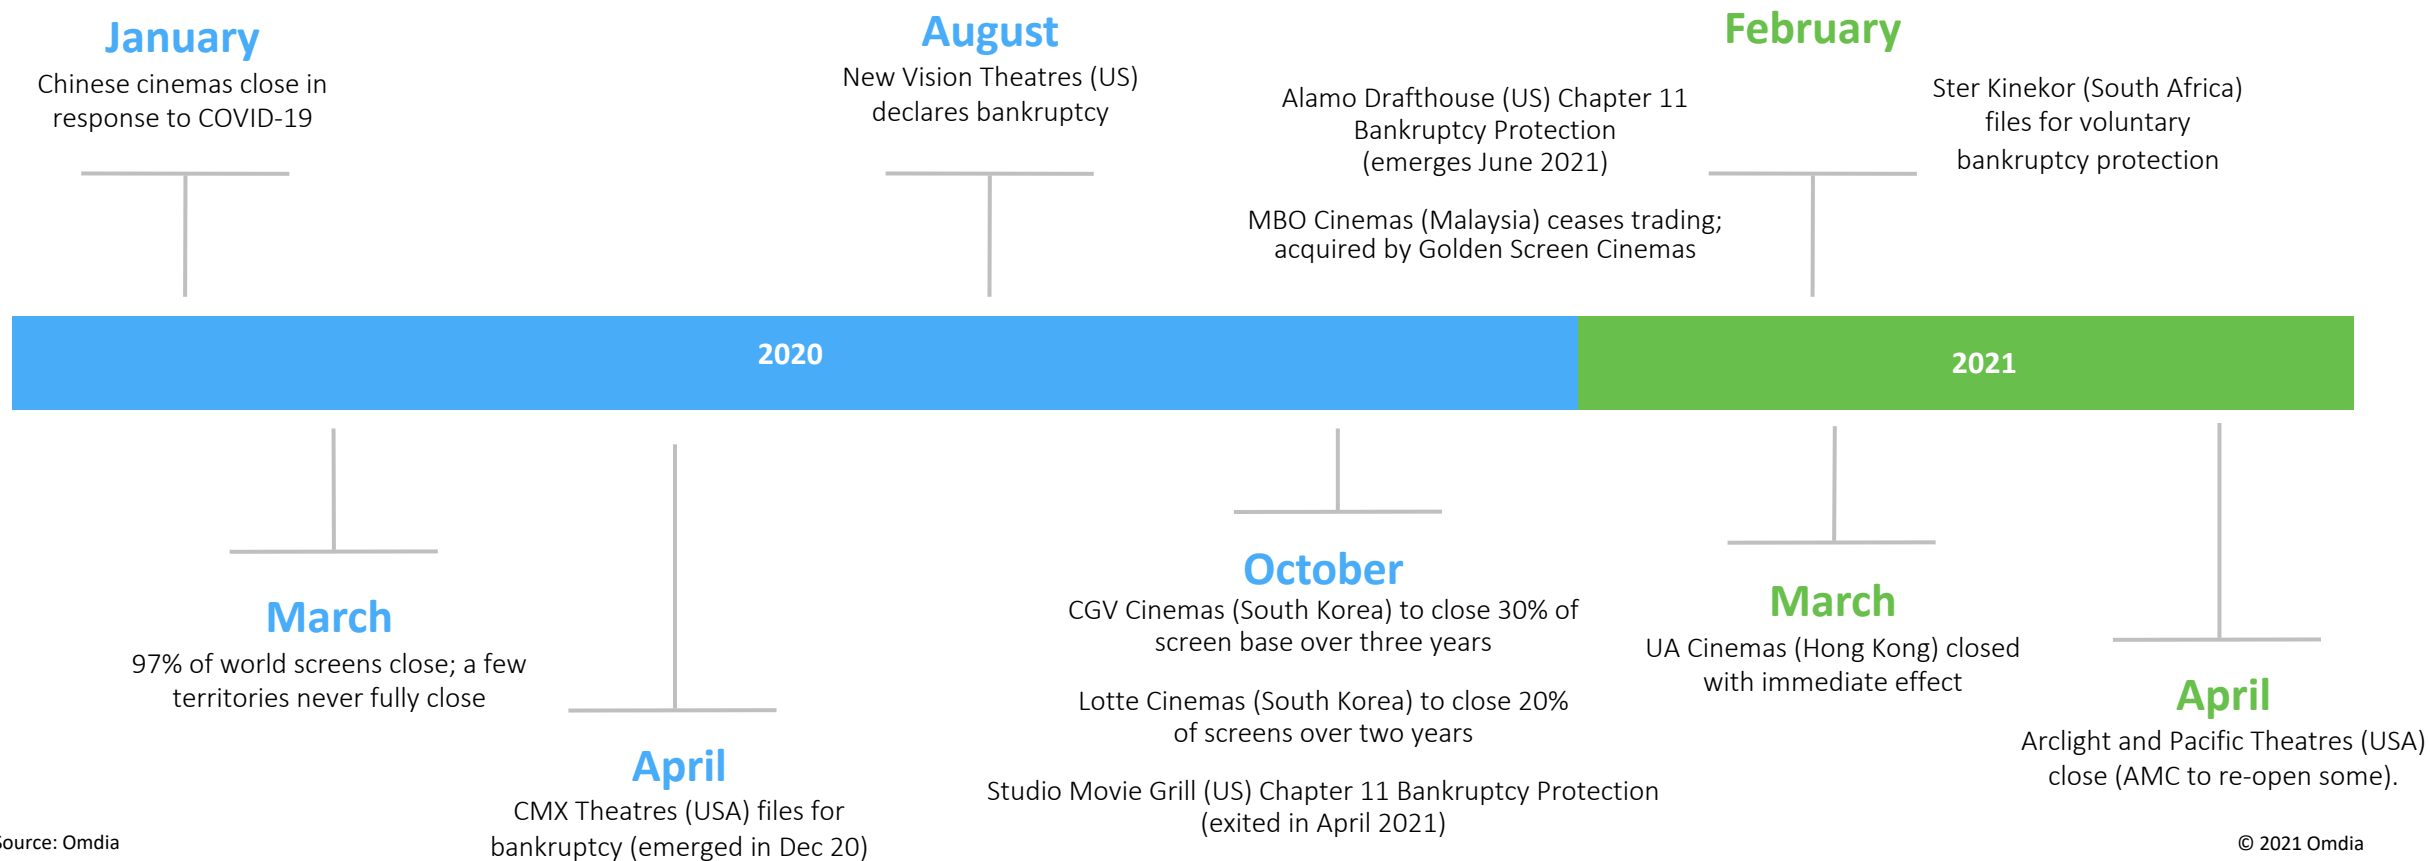 January
Chinese cinemas close in
response to COVID-19
August
New Vision Theatres (US)
declares bankruptcy
February
Alamo Drafthouse (US) Chapter 11
Bankruptcy Protection
(emerges June 2021)
MBO Cinemas (Malaysia) ceases trading;
acquired by Golden Screen Cinemas
Ster Kinekor (South Africa)
files for voluntary
bankruptcy protection
2020
2021
March
97% of world screens close; a few
territories never fully close
April
CMX Theatres (USA) files for
bankruptcy (emerged in Dec 20)
October
CGV Cinemas (South Korea) to close 30% of
screen base over three years
Lotte Cinemas (South Korea) to close 20%
of screens over two years
Studio Movie Grill (US) Chapter 11 Bankruptcy Protection
(exited in April 2021)
March
UA Cinemas (Hong Kong) closed
with immediate effect
April
Arclight and Pacific Theatres (USA)
close (AMC to re-open some).
Source: Omdia
© 2021 Omdia